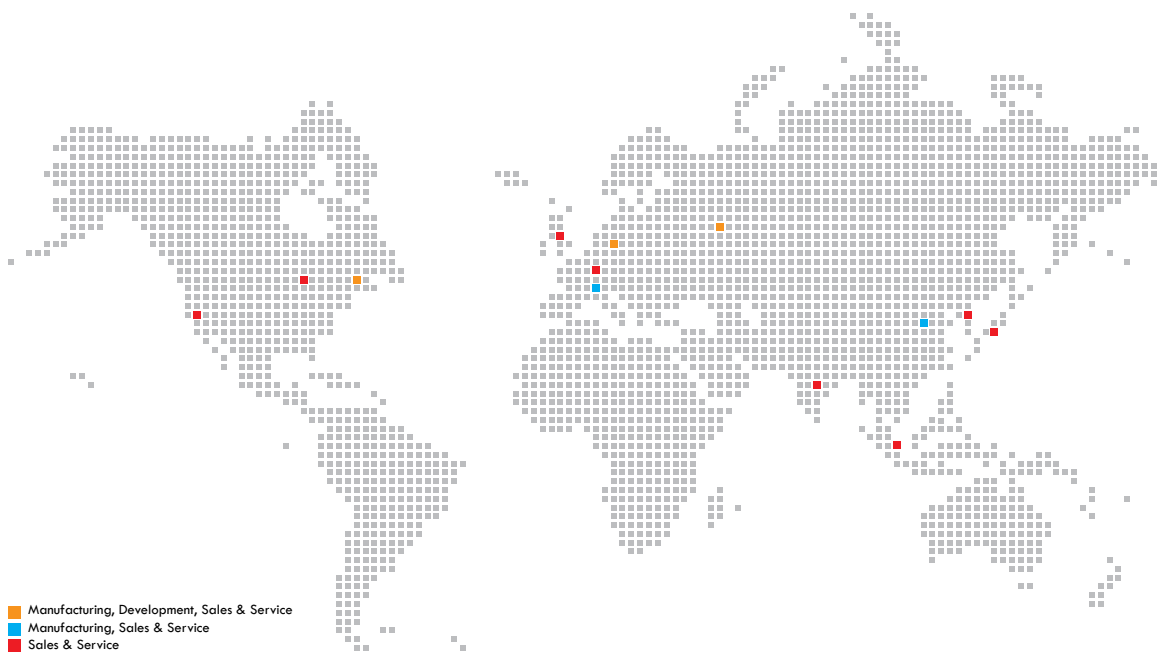 Manufacturing, Development, Sales & Service
Manufacturing, Sales & Service
Sales & Service